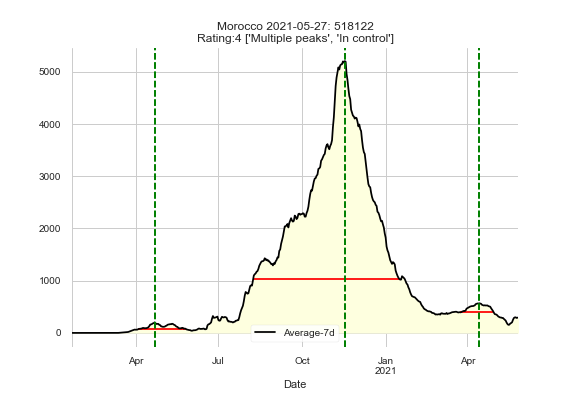 Morocco 2021-05-27: 518122
Rating:4 ['Multiple peaks', 'In control']
5000
4000
3000
2000
1000
0
Average-7d
Apr
Jul
Oct
Jan
2021
Apr
Date